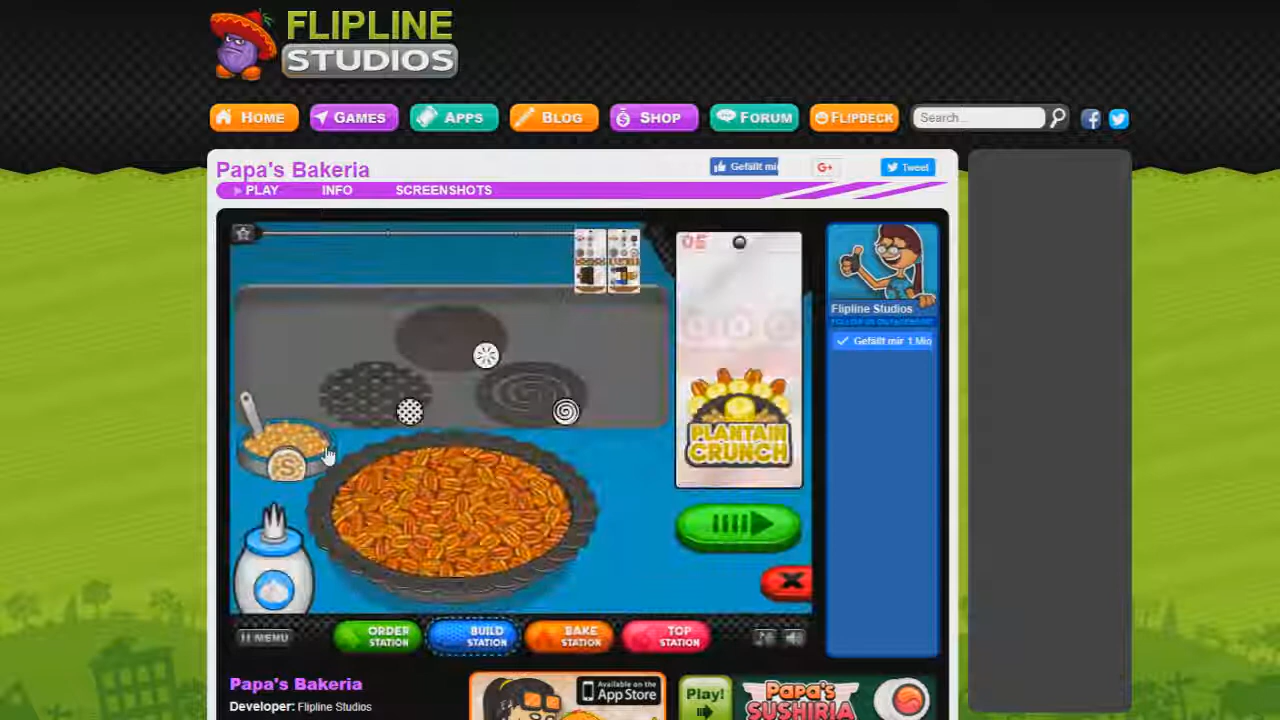 FLIPLINE
STUDIOS
HOME
GAMES
APPS
BLOG
SHOP
FORUM
FLIPDECK
Search...
Papa's Bakeria
Gefällt mi
G+
Tweet
PLAY
INFO
SCREENSHOTS
05
Flipline Studios
Gefällt mir 1 Mio
PLANTAIN
CRUNCH
S
MENU
ORDER
STATION
BUILD
STATION
BAKE
STATION
TOP
STATION
Papa's Bakeria
Developer: Flipline Studios
Available on the
App Store
Play!
Papa's
SUSHIRIA